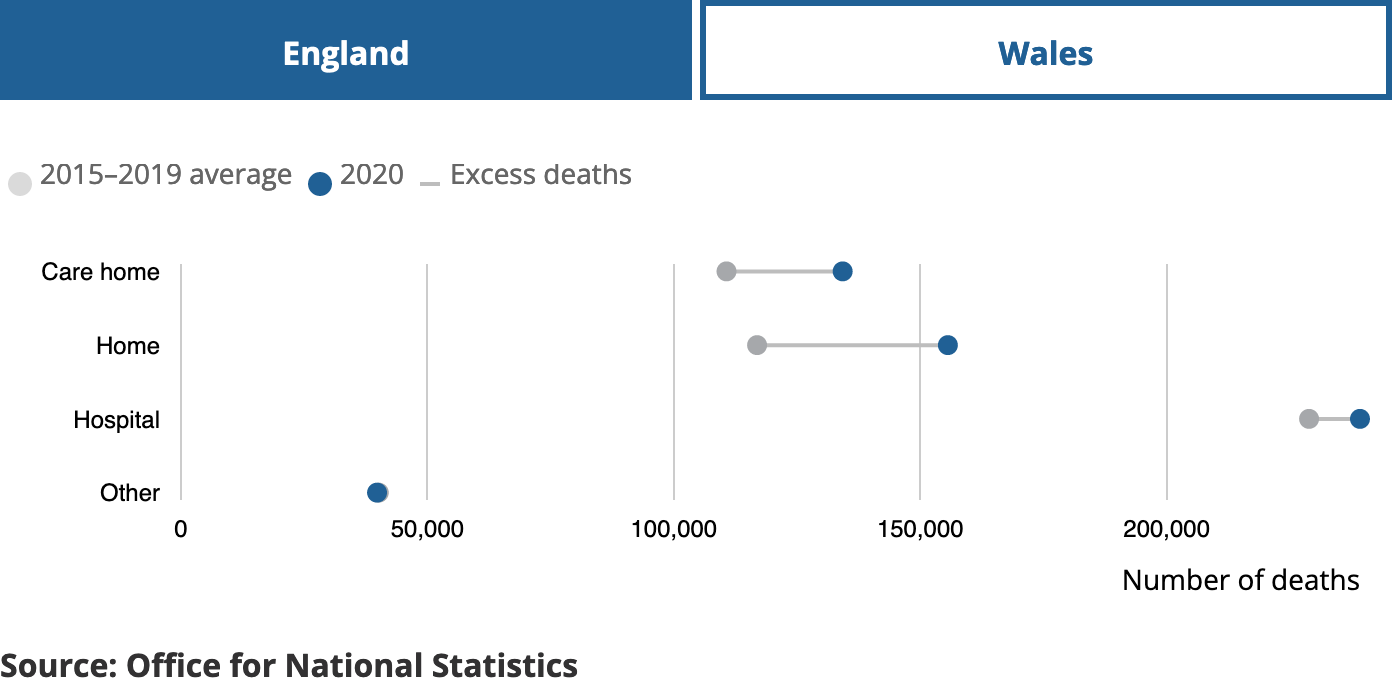 England
Wales
2015–2019 average 2020 Excess deaths
Care home
Home
Hospital
Other
0 50,000 100,000 150,000 200,000
Number of deaths
Source: Office for National Statistics